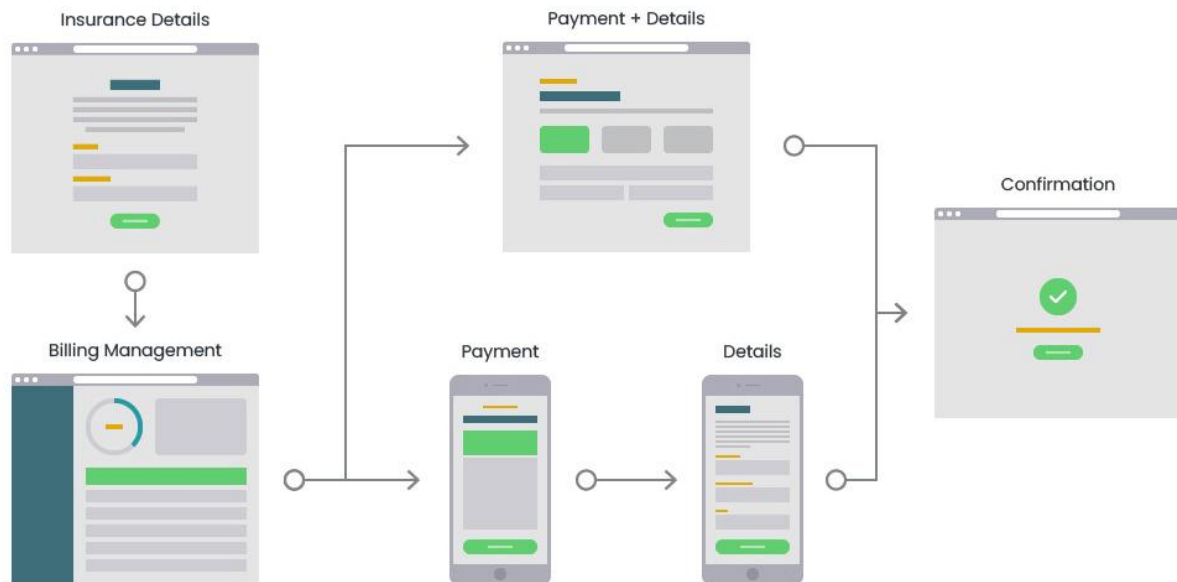 Insurance Details
Payment + Details
Confirmation
Billing Management
Payment
Details